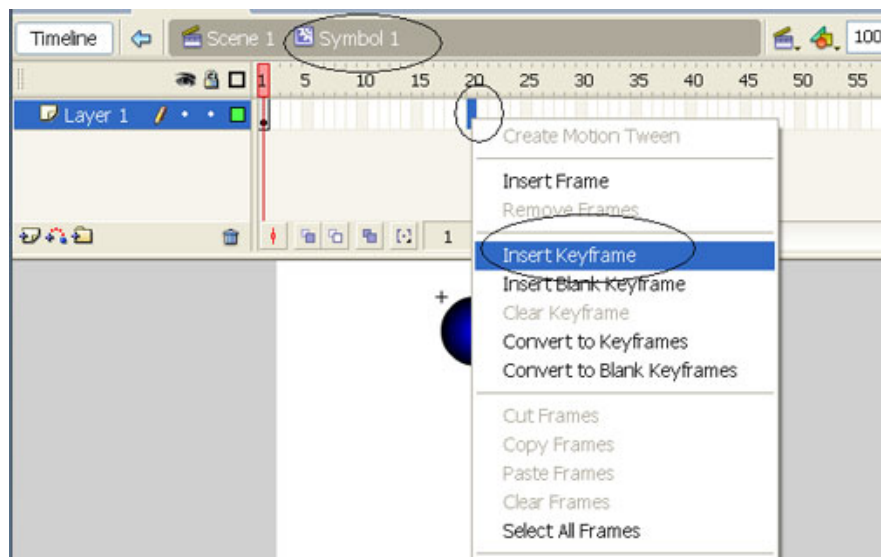 Timeline Scene 1 Symbol 1 100
1 5 10 15 20 25 30 35 40 45 50 55
Layer 1
Create Motion Tween
Insert Frame
Remove Frames
1
Insert Keyframe
Insert Blank Keyframe
Clear Keyframe
Convert to Keyframes
Convert to Blank Keyframes
Cut Frames
Copy Frames
Paste Frames
Clear Frames
Select All Frames